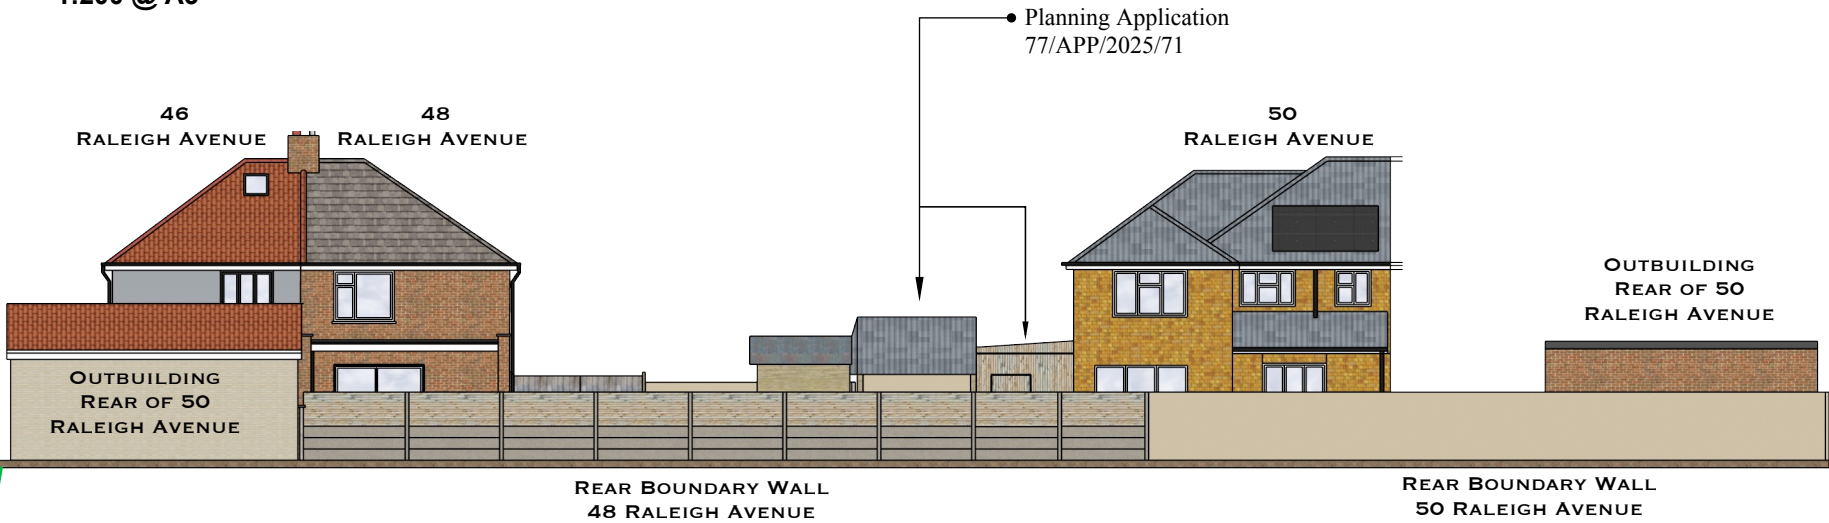 Planning Application
77/APP/2025/71
46
Raleigh Avenue
48
Raleigh Avenue
50
Raleigh Avenue
Outbuilding
Rear of 50
Raleigh Avenue
Outbuilding
Rear of 50
Raleigh Avenue
Rear Boundary Wall
48 Raleigh Avenue
Rear Boundary Wall
50 Raleigh Avenue